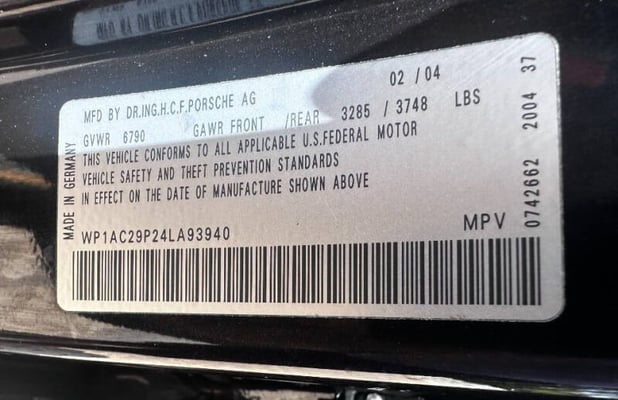 MFD BY DR.ING.H.C.F.PORSCHE AG 02 / 04
GVWR 6790 GAWR FRONT /REAR 3285 / 3748 LBS
THIS VEHICLE CONFORMS TO ALL APPLICABLE U.S.FEDERAL MOTOR
VEHICLE SAFETY AND THEFT PREVENTION STANDARDS
IN EFFECT ON THE DATE OF MANUFACTURE SHOWN ABOVE
WP1AC29P24LA93940 MPV
MADE IN GERMANY
0742662 2004 37